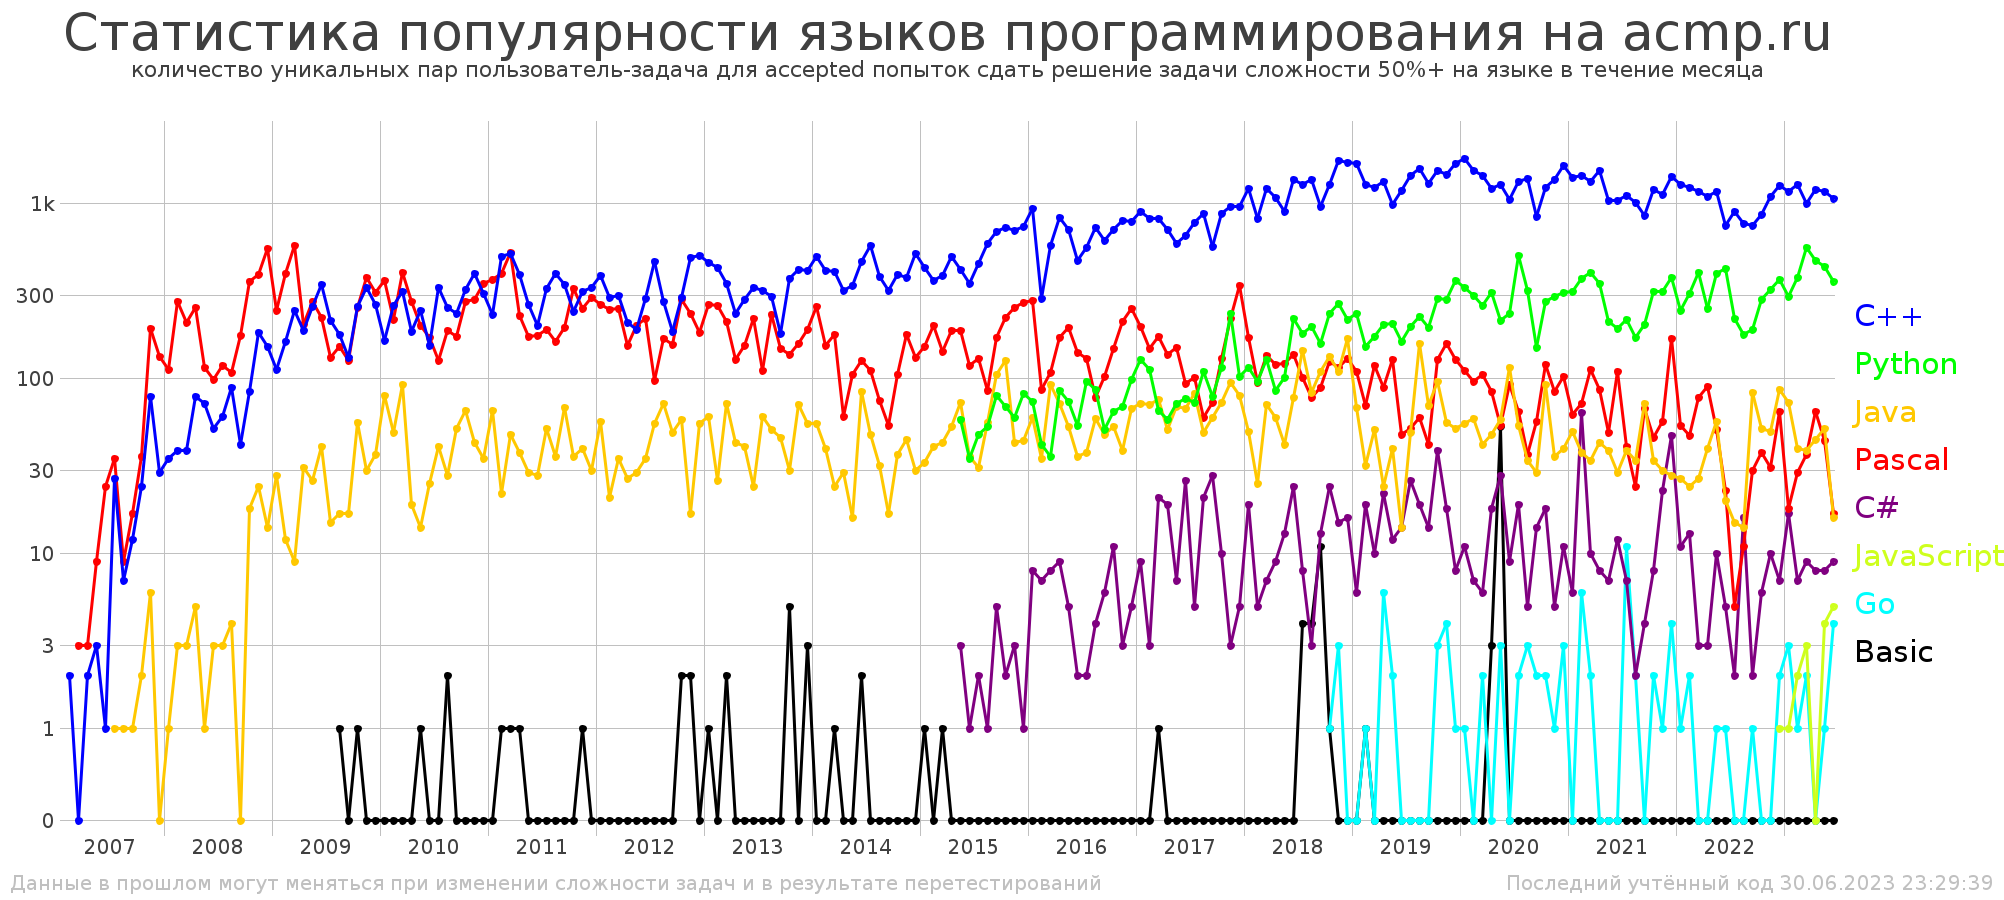 Статистика популярности языков программирования на acmp.ru
количество уникальных пар пользователь-задача для accepted попыток сдать решение задачи сложности 50%+ на языке в течение месяца
1k
300
100
30
10
3
1
0
C++
Python
Java
Pascal
C#
JavaScript
Go
Basic
2007 2008 2009 2010 2011 2012 2013 2014 2015 2016 2017 2018 2019 2020 2021 2022
Данные в прошлом могут меняться при изменении сложности задач и в результате перетестирований
Последний учтённый код 30.06.2023 23:29:39